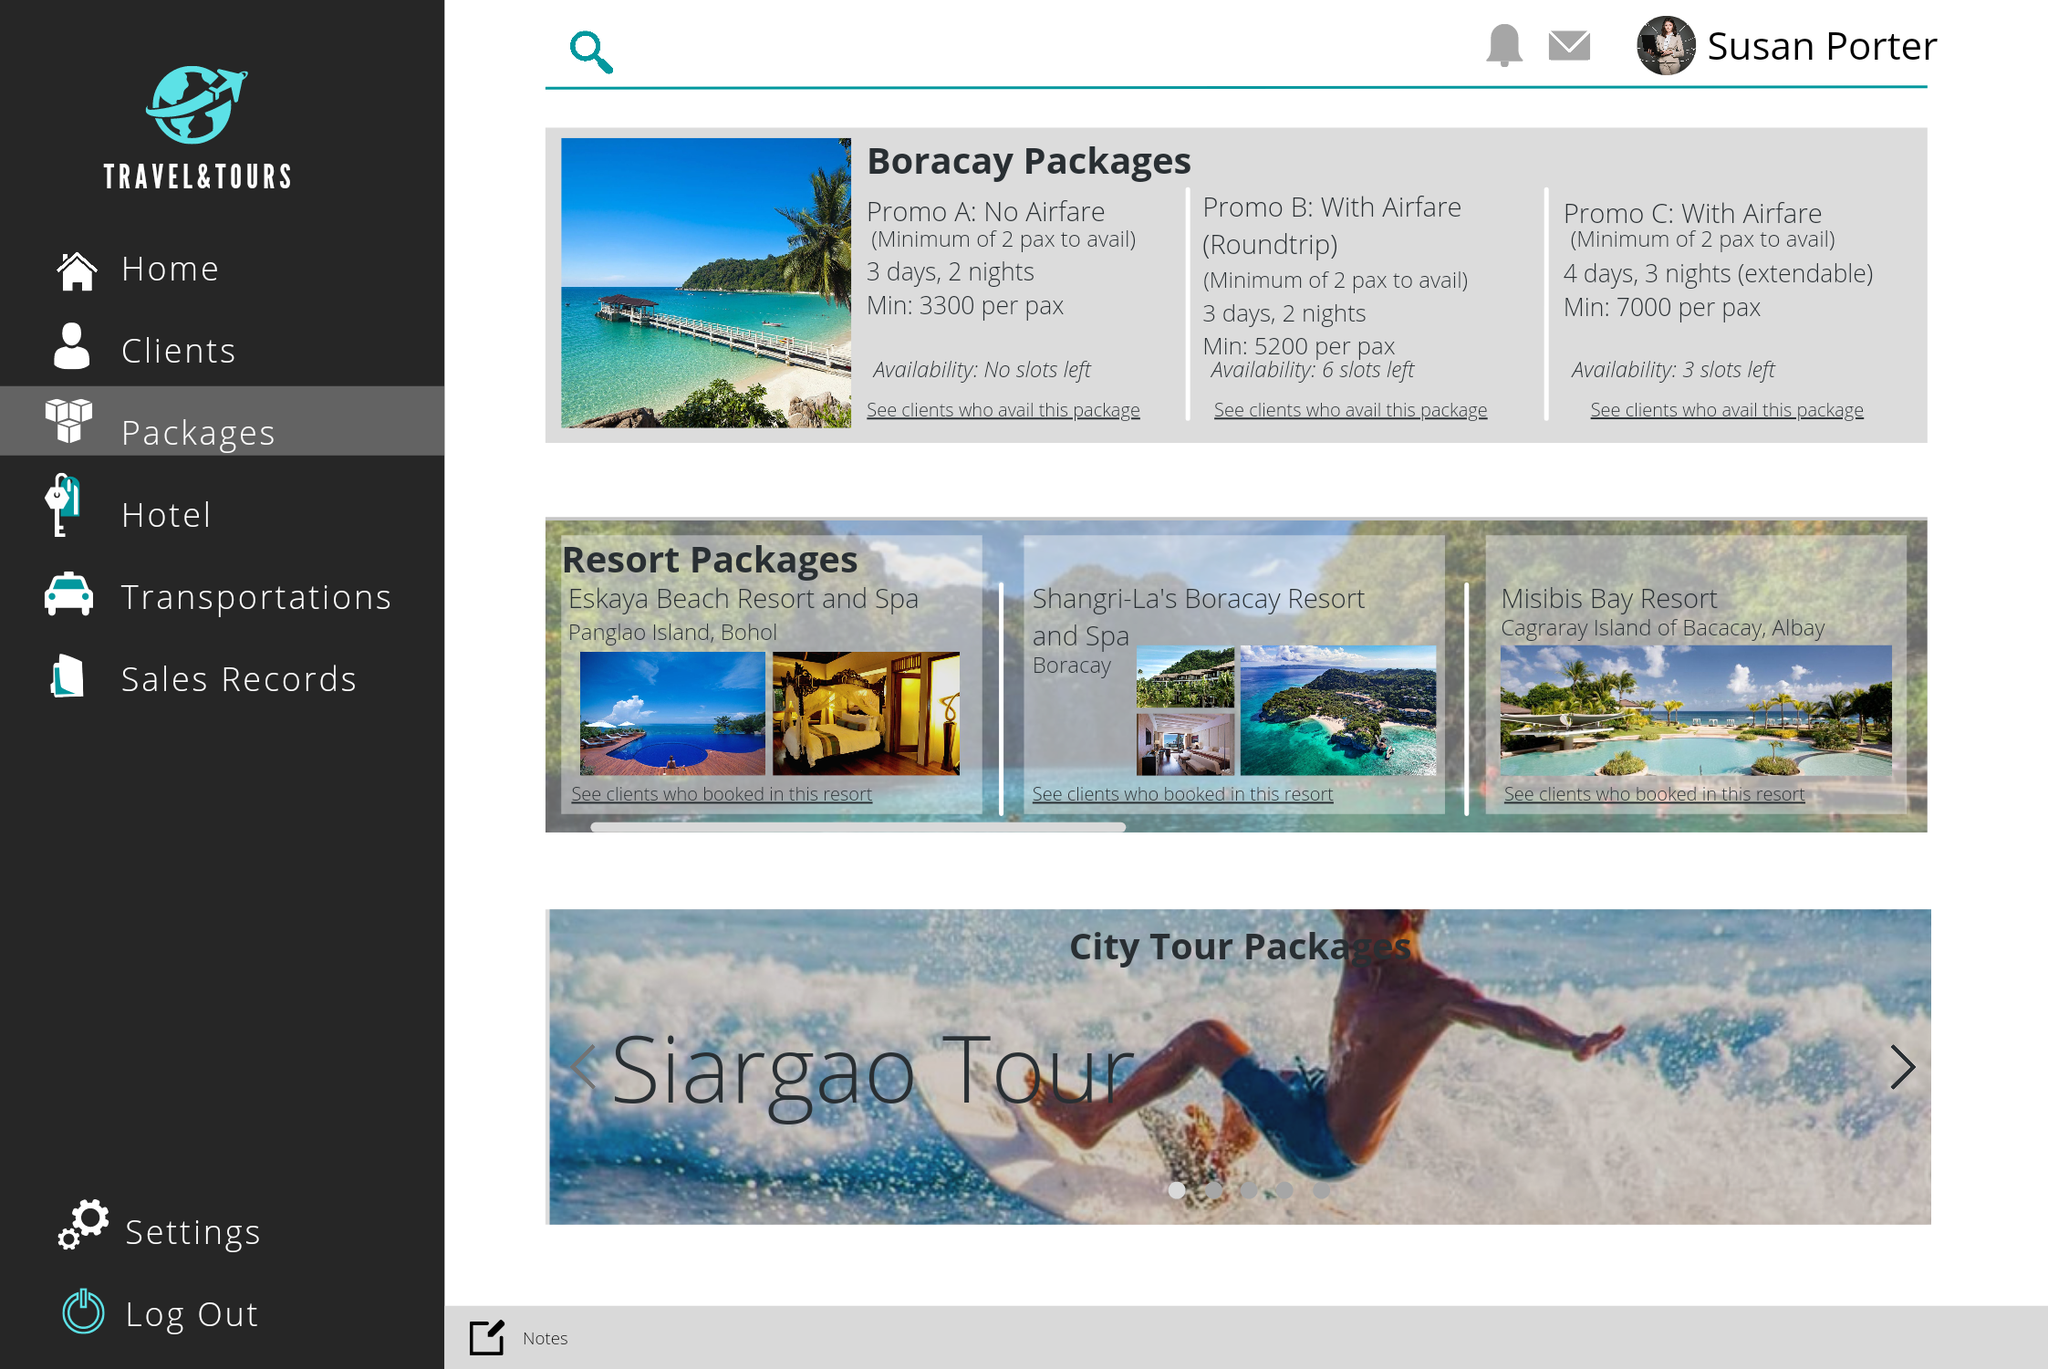 TRAVEL&TOURS
Home
Clients
Packages
Hotel
Transportations
Sales Records
Settings
Log Out
Susan Porter
Boracay Packages
Promo A: No Airfare
(Minimum of 2 pax to avail)
3 days, 2 nights
Min: 3300 per pax
Availability: No slots left
See clients who avail this package
Promo B: With Airfare
(Roundtrip)
(Minimum of 2 pax to avail)
3 days, 2 nights
Min: 5200 per pax
Availability: 6 slots left
See clients who avail this package
Promo C: With Airfare
(Minimum of 2 pax to avail)
4 days, 3 nights (extendable)
Min: 7000 per pax
Availability: 3 slots left
See clients who avail this package
Resort Packages
Eskaya Beach Resort and Spa
Panglao Island, Bohol
See clients who booked in this resort
Shangri-La's Boracay Resort
and Spa
Boracay
See clients who booked in this resort
Misibis Bay Resort
Cagraray Island of Bacacay, Albay
See clients who booked in this resort
City Tour Packages
Siargao Tour
Notes